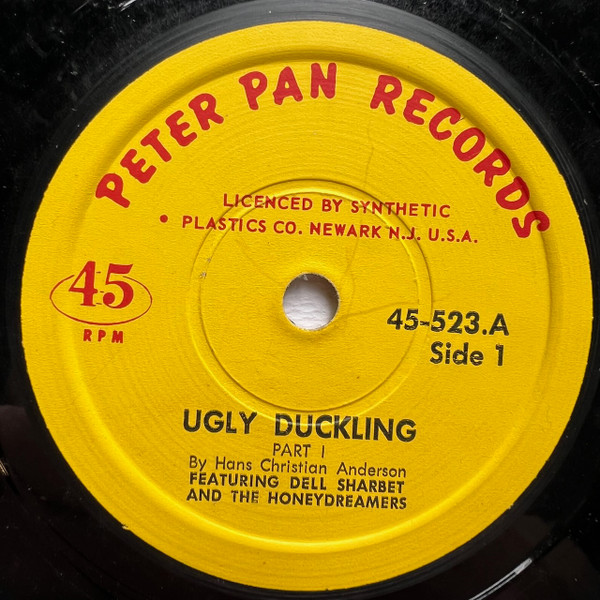 PETER PAN RECORDS
LICENCED BY SYNTHETIC
• PLASTICS CO. NEWARK N.J. U.S.A.
45
RPM
45-523.A
Side 1
UGLY DUCKLING
PART I
By Hans Christian Anderson
FEATURING DELL SHARBET
AND THE HONEYDREAMERS